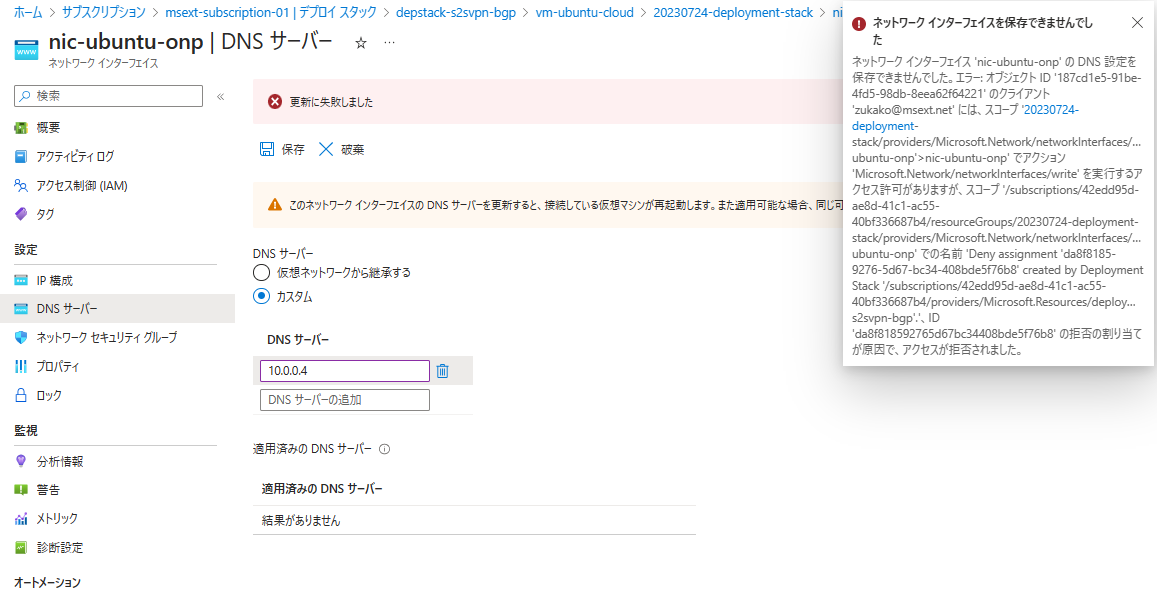 ホーム > サブスクリプション > msext-subscription-01 | デプロイ スタック > depstack-s2svpn-bgp > vm-ubuntu-cloud > 20230724-deployment-stack >
nic-ubuntu-onp | DNS サーバー ☆ …
ネットワーク インターフェイス
検索
«
概要
アクティビティ ログ
アクセス制御 (IAM)
タグ
設定
IP 構成
DNS サーバー
ネットワーク セキュリティ グループ
プロパティ
ロック
監視
分析情報
警告
メトリック
診断設定
オートメーション
更新に失敗しました
保存 破棄
このネットワーク インターフェイスの DNS サーバーを更新すると、接続している仮想マシンが再起動します。また適用可能な場合、同じ可
DNS サーバー
仮想ネットワークから継承する
カスタム
DNS サーバー
10.0.0.4
DNS サーバーの追加
適用済みの DNS サーバー
適用済みの DNS サーバー
結果がありません
ネットワーク インターフェイスを保存できませんでし
た
ネットワーク インターフェイス 'nic-ubuntu-onp' の DNS 設定を
保存できませんでした。エラー: オブジェクト ID '187cd1e5-91be-
4fd5-98db-8eea62f64221' のクライアント
'zukako@msext.net' には、スコープ '20230724-
deployment-
stack/providers/Microsoft.Network/networkInterfaces/...
ubuntu-onp'>nic-ubuntu-onp' でアクション
'Microsoft.Network/networkInterfaces/write' を実行するア
クセス許可がありますが、スコープ '/subscriptions/42edd95d-
ae8d-41c1-ac55-
40bf336687b4/resourceGroups/20230724-deployment-
stack/providers/Microsoft.Network/networkInterfaces/...
ubuntu-onp' での名前 'Deny assignment 'da8f8185-
9276-5d67-bc34-408bde5f76b8' created by Deployment
Stack '/subscriptions/42edd95d-ae8d-41c1-ac55-
40bf336687b4/providers/Microsoft.Resources/deploy...
s2svpn-bgp'.'、ID
'da8f818592765d67bc34408bde5f76b8' の拒否の割り当て
が原因で、アクセスが拒否されました。